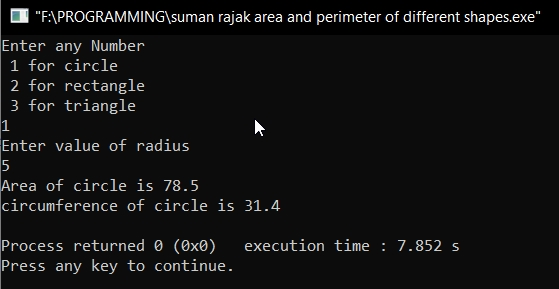 "F:\PROGRAMMING\suman rajak area and perimeter of different shapes.exe"
Enter any Number
 1 for circle
 2 for rectangle
 3 for triangle
1
Enter value of radius
5
Area of circle is 78.5
circumference of circle is 31.4

Process returned 0 (0x0)   execution time : 7.852 s
Press any key to continue.